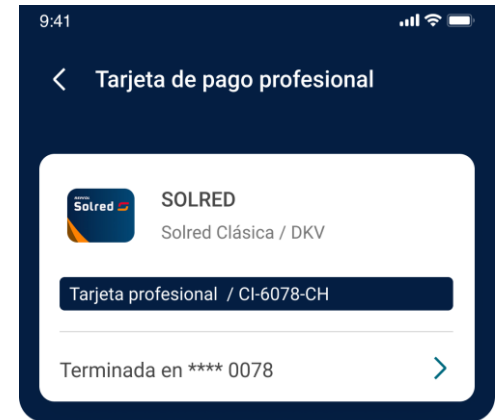 9:41
Tarjeta de pago profesional
Solred
SOLRED
Solred Clásica / DKV
Tarjeta profesional / CI-6078-CH
Terminada en **** 0078